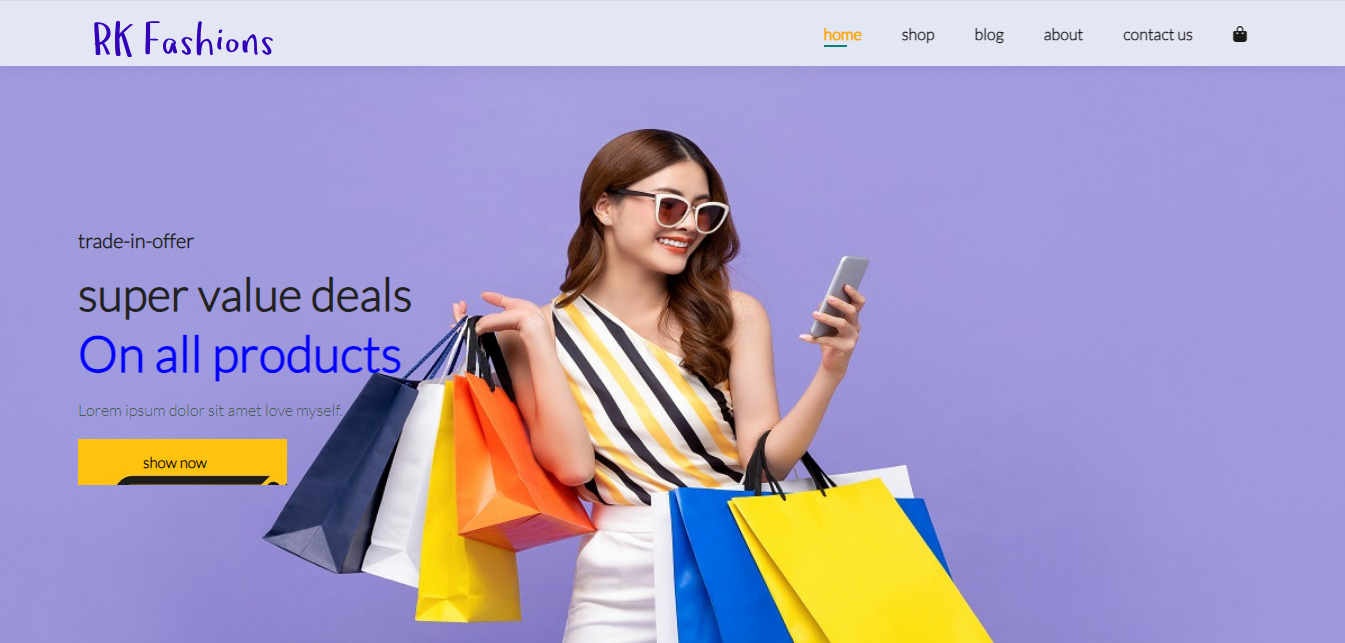 RK Fashions
home shop blog about contact us
trade-in-offer
super value deals
On all products
Lorem ipsum dolor sit amet love myself.
show now